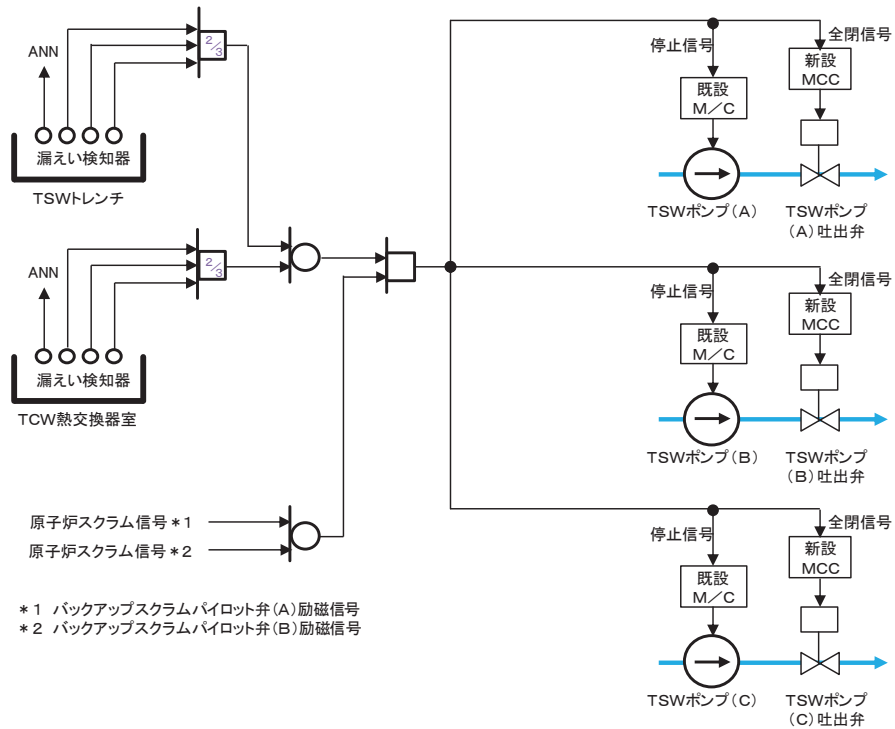 ANN
2/3
漏えい検知器
TSWトレンチ
ANN
2/3
漏えい検知器
TCW熱交換器室
原子炉スクラム信号*1
原子炉スクラム信号*2
*1 バックアップスクラムパイロット弁(A)励磁信号
*2 バックアップスクラムパイロット弁(B)励磁信号
停止信号
全閉信号
既設
M/C
新設
MCC
TSWポンプ(A)
TSWポンプ
(A)吐出弁
停止信号
全閉信号
既設
M/C
新設
MCC
TSWポンプ(B)
TSWポンプ
(B)吐出弁
停止信号
全閉信号
既設
M/C
新設
MCC
TSWポンプ(C)
TSWポンプ
(C)吐出弁